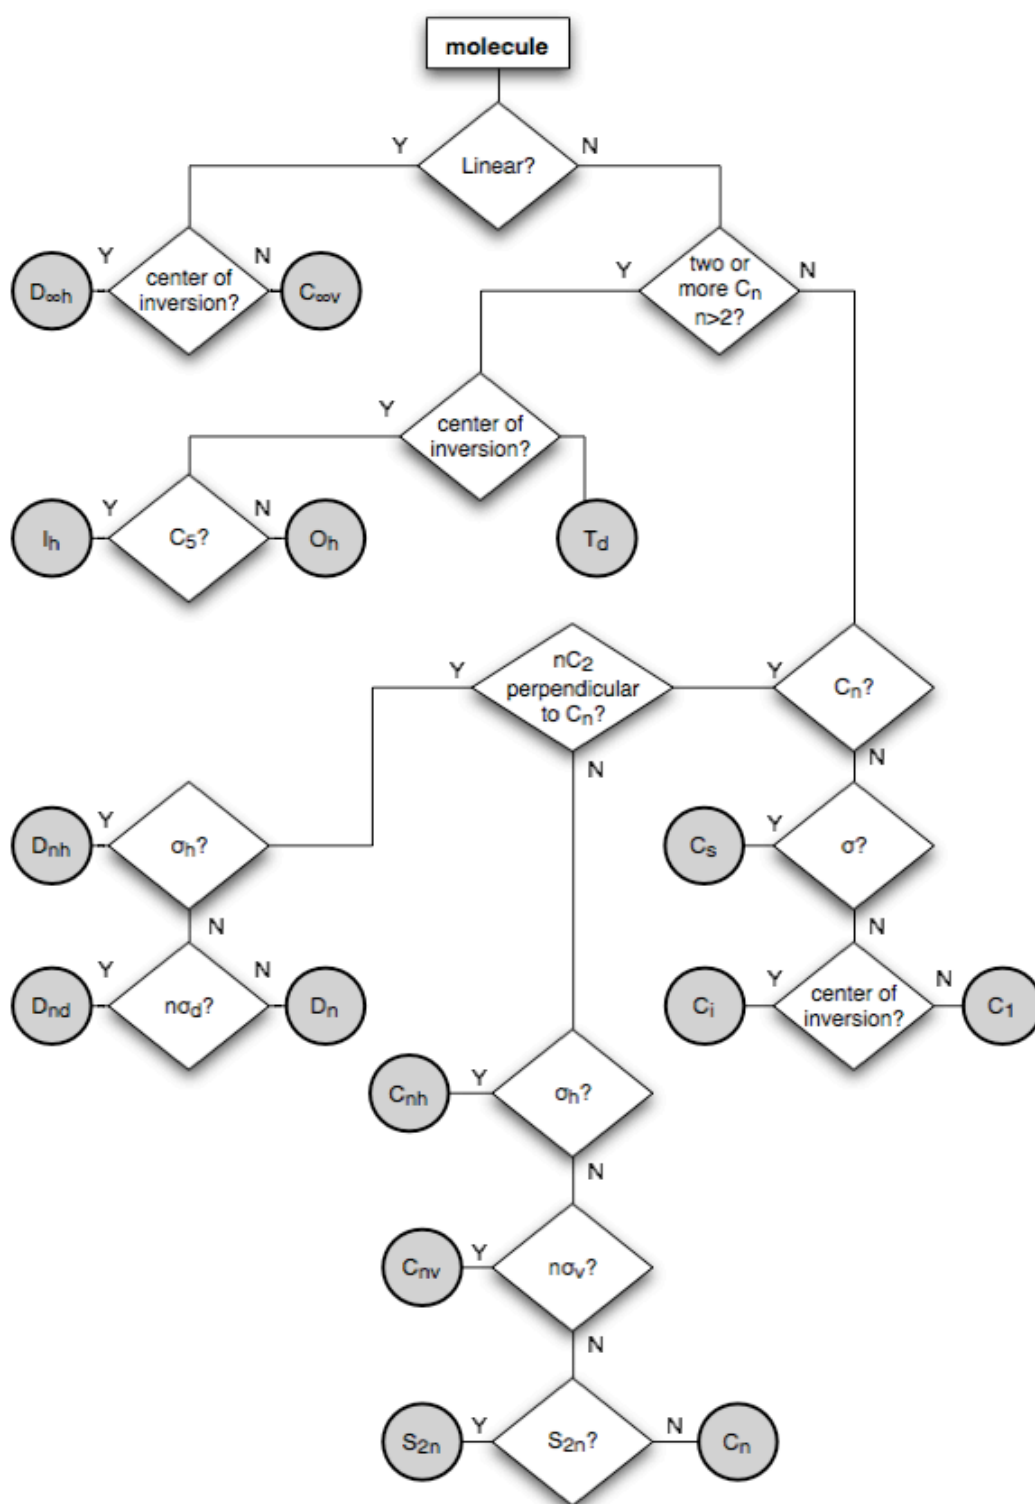 molecule
Y
N
Linear?
Y
N
Y
N
D∞h
center of
inversion?
C∞v
two or
more Cn
n>2?
Y
center of
inversion?
Y
N
Ih
C5?
Oh
Td
Y
nC2
perpendicular
to Cn?
Y
Cn?
N
N
Dnh
Y
σh?
Cs
Y
σ?
N
N
Y
N
Dnd
nσd?
Dn
Y
N
Ci
center of
inversion?
C1
Cnh
Y
σh?
N
Cnv
Y
nσv?
N
S2n
Y
S2n?
N
Cn